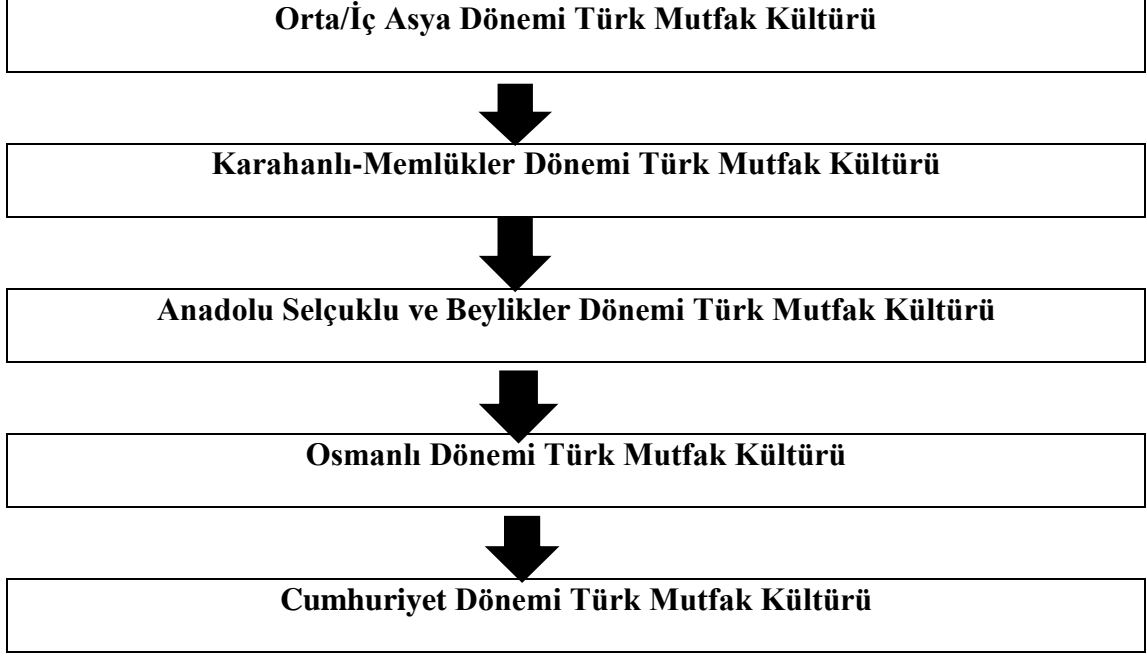 Orta/İç Asya Dönemi Türk Mutfak Kültürü
Karahanlı-Memlükler Dönemi Türk Mutfak Kültürü
Anadolu Selçuklu ve Beylikler Dönemi Türk Mutfak Kültürü
Osmanlı Dönemi Türk Mutfak Kültürü
Cumhuriyet Dönemi Türk Mutfak Kültürü